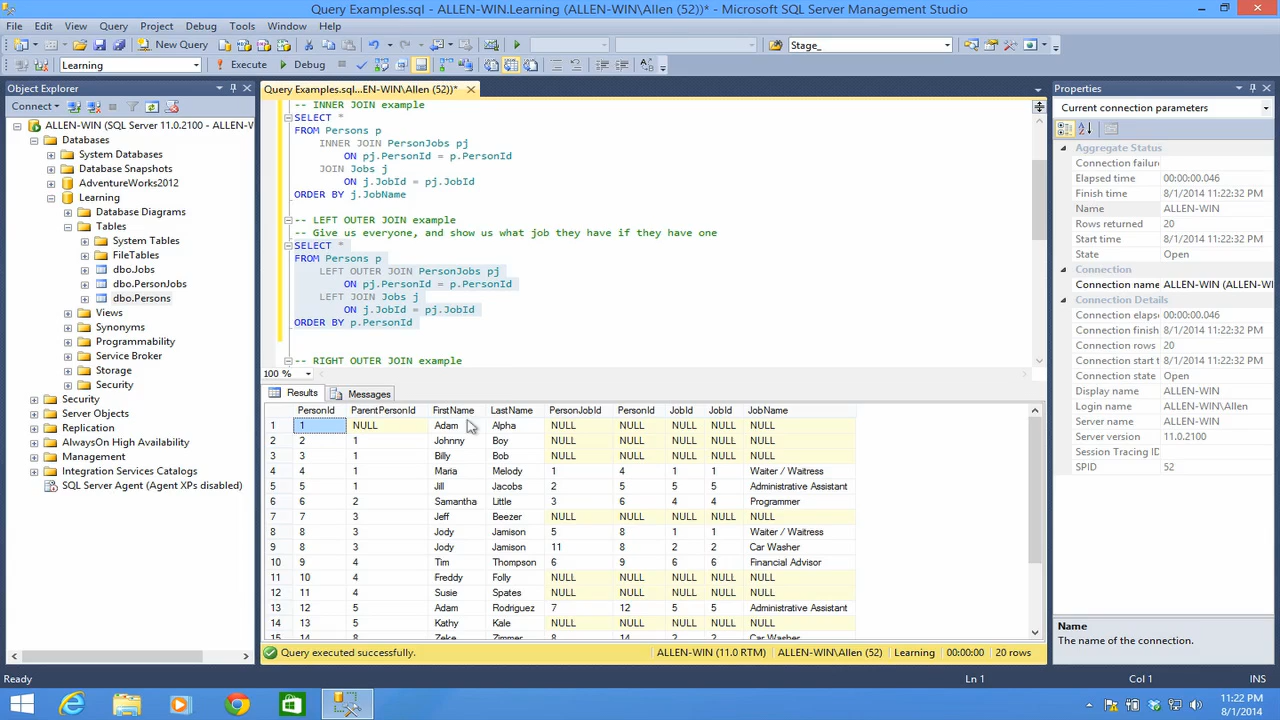 Query Examples.sql - ALLEN-WIN.Learning (ALLEN-WIN\Allen (52))* - Microsoft SQL Server Management Studio
File Edit View Query Project Debug Tools Window Help
New Query Stage_
Learning Execute Debug
Object Explorer
Connect
ALLEN-WIN (SQL Server 11.0.2100 - ALLEN-W
Databases
System Databases
Database Snapshots
AdventureWorks2012
Learning
Database Diagrams
Tables
System Tables
FileTables
dbo.Jobs
dbo.PersonJobs
dbo.Persons
Views
Synonyms
Programmability
Service Broker
Storage
Security
Security
Server Objects
Replication
AlwaysOn High Availability
Management
Integration Services Catalogs
SQL Server Agent (Agent XPs disabled)
Query Examples.sql...EN-WIN\Allen (52))*
-- INNER JOIN example
SELECT *
FROM Persons p
INNER JOIN PersonJobs pj
ON pj.PersonId = p.PersonId
JOIN Jobs j
ON j.JobId = pj.JobId
ORDER BY j.JobName
-- LEFT OUTER JOIN example
-- Give us everyone, and show us what job they have if they have one
SELECT *
FROM Persons p
LEFT OUTER JOIN PersonJobs pj
ON pj.PersonId = p.PersonId
LEFT JOIN Jobs j
ON j.JobId = pj.JobId
ORDER BY p.PersonId
-- RIGHT OUTER JOIN example
100 %
Results Messages
PersonId ParentPersonId FirstName LastName PersonJobId PersonId JobId JobId JobName
1 1 NULL Adam Alpha NULL NULL NULL NULL NULL
2 2 1 Johnny Boy NULL NULL NULL NULL NULL
3 3 1 Billy Bob NULL NULL NULL NULL NULL
4 4 1 Maria Melody 1 4 1 1 Waiter / Waitress
5 5 1 Jill Jacobs 2 5 5 5 Administrative Assistant
6 6 2 Samantha Little 3 6 4 4 Programmer
7 7 3 Jeff Beezer NULL NULL NULL NULL NULL
8 8 3 Jody Jamison 5 8 1 1 Waiter / Waitress
9 8 3 Jody Jamison 11 8 2 2 Car Washer
10 9 4 Tim Thompson 6 9 6 6 Financial Advisor
11 10 4 Freddy Folly NULL NULL NULL NULL NULL
12 11 4 Susie Spates NULL NULL NULL NULL NULL
13 12 5 Adam Rodriguez 7 12 5 5 Administrative Assistant
14 13 5 Kathy Kale NULL NULL NULL NULL NULL
15 14 8 Zeke Zimmer 8 14 2 2 Car Washer
Query executed successfully. ALLEN-WIN (11.0 RTM) ALLEN-WIN\Allen (52) Learning 00:00:00 20 rows
Properties
Current connection parameters
Aggregate Status
Connection failure
Elapsed time 00:00:00.046
Finish time 8/1/2014 11:22:32 PM
Name ALLEN-WIN
Rows returned 20
Start time 8/1/2014 11:22:32 PM
State Open
Connection
Connection name ALLEN-WIN (ALLEN-WI
Connection Details
Connection elaps 00:00:00.046
Connection finish 8/1/2014 11:22:32 PM
Connection rows 20
Connection start t 8/1/2014 11:22:32 PM
Connection state Open
Display name ALLEN-WIN
Login name ALLEN-WIN\Allen
Server name ALLEN-WIN
Server version 11.0.2100
Session Tracing ID
SPID 52
Name
The name of the connection.
Ready Ln 1 Col 1 INS
11:22 PM
8/1/2014